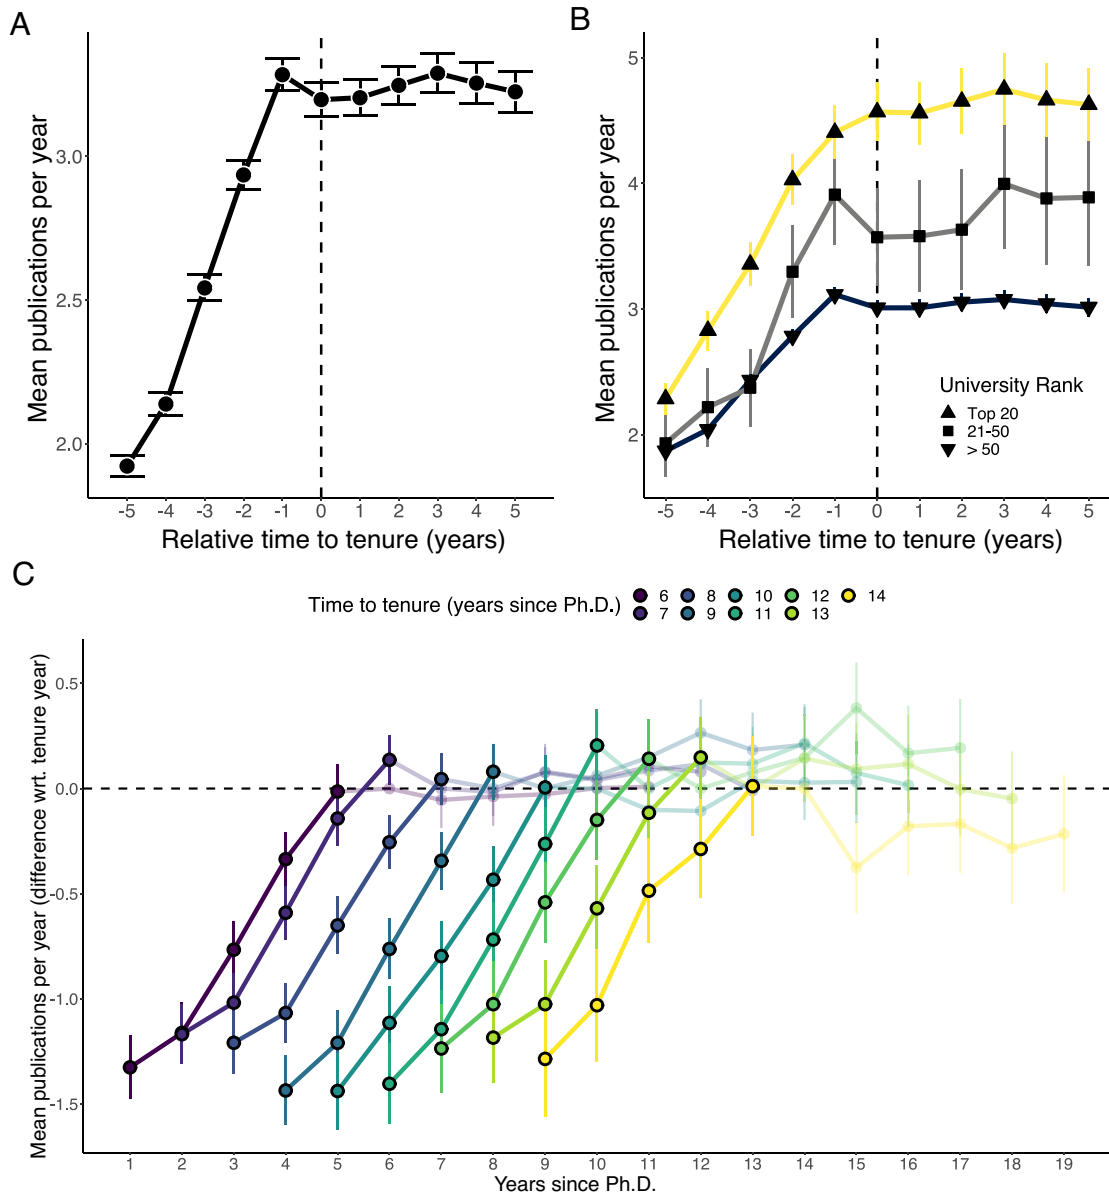 A
Mean publications per year
3.0
2.5
2.0
-5 -4 -3 -2 -1 0 1 2 3 4 5
Relative time to tenure (years)
B
Mean publications per year
5
4
3
2
University Rank
Top 20
21-50
> 50
-5 -4 -3 -2 -1 0 1 2 3 4 5
Relative time to tenure (years)
C
Time to tenure (years since Ph.D.)
6 8 10 12 14
7 9 11 13
Mean publications per year (difference wrt. tenure year)
0.5
0.0
-0.5
-1.0
-1.5
1 2 3 4 5 6 7 8 9 10 11 12 13 14 15 16 17 18 19
Years since Ph.D.